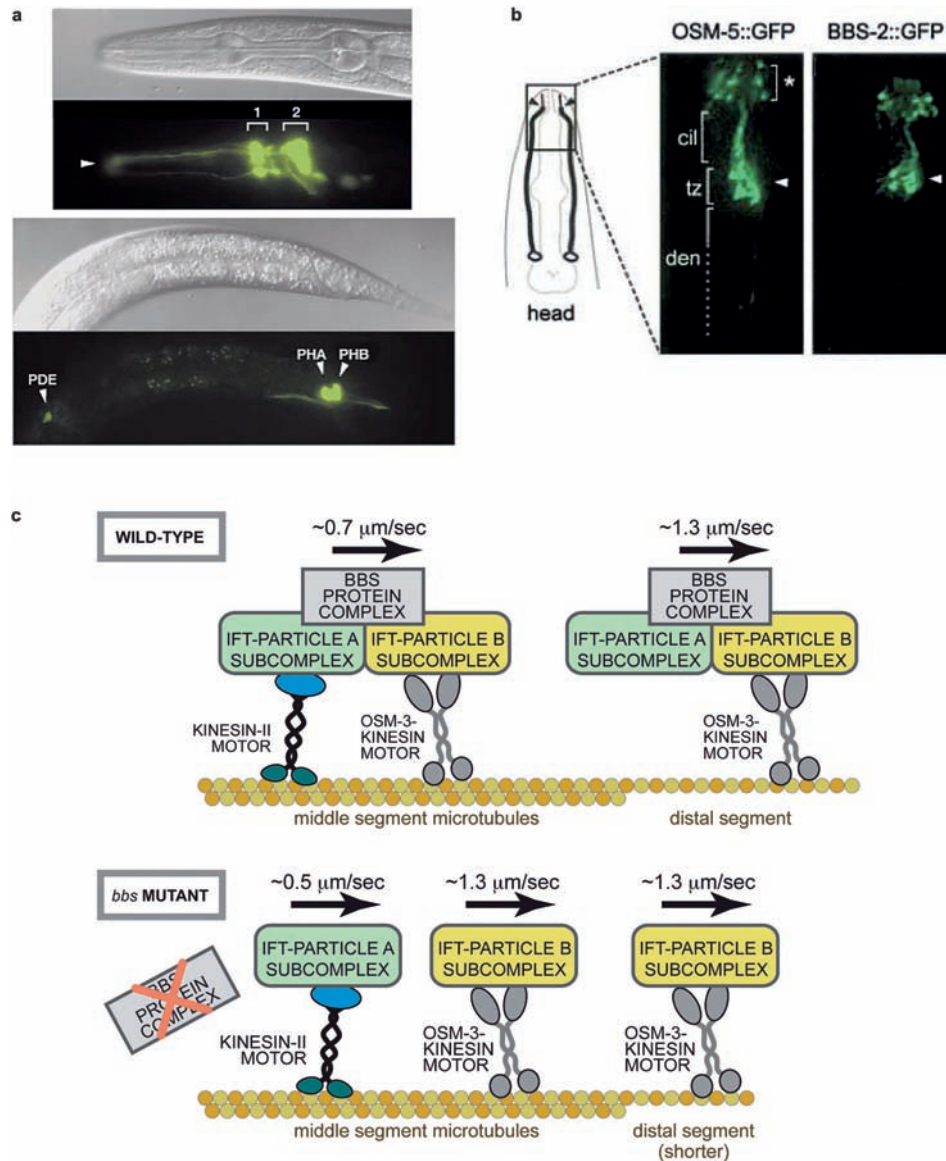 a
1 2
PHA PHB
PDE
b
OSM-5::GFP BBS-2::GFP
*
cil
tz
den
head
c
WILD-TYPE
~0.7 µm/sec
~1.3 µm/sec
BBS
PROTEIN
COMPLEX
BBS
PROTEIN
COMPLEX
IFT-PARTICLE A
SUBCOMPLEX
IFT-PARTICLE B
SUBCOMPLEX
IFT-PARTICLE A
SUBCOMPLEX
IFT-PARTICLE B
SUBCOMPLEX
KINESIN-II
MOTOR
OSM-3-
KINESIN
MOTOR
OSM-3-
KINESIN
MOTOR
middle segment microtubules
distal segment
bbs MUTANT
~0.5 µm/sec
~1.3 µm/sec
~1.3 µm/sec
BBS
PROTEIN
COMPLEX
IFT-PARTICLE A
SUBCOMPLEX
IFT-PARTICLE B
SUBCOMPLEX
IFT-PARTICLE B
SUBCOMPLEX
KINESIN-II
MOTOR
OSM-3-
KINESIN
MOTOR
OSM-3-
KINESIN
MOTOR
middle segment microtubules
distal segment
(shorter)